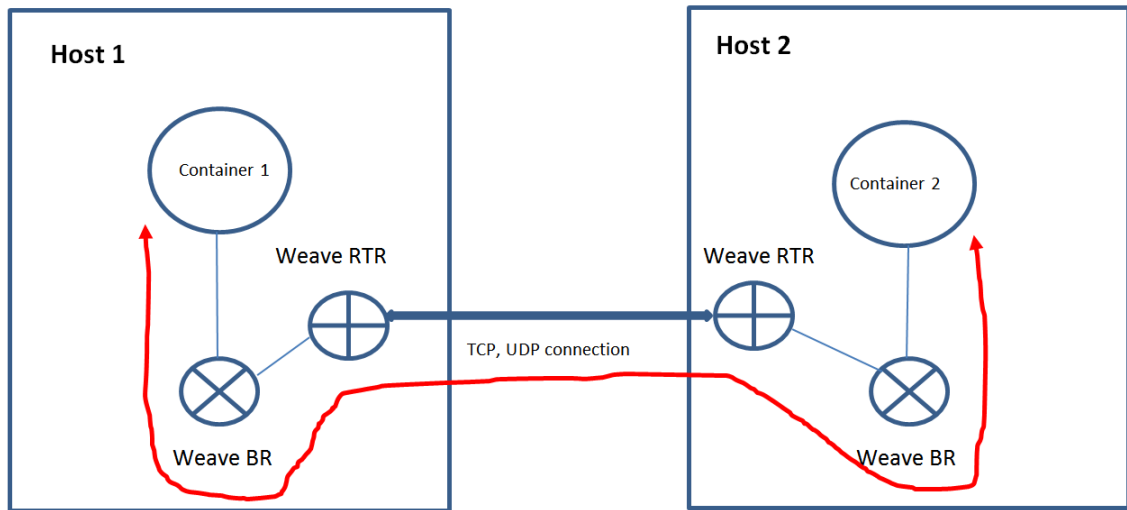 Host 1
Host 2
Container 1
Container 2
Weave RTR
Weave RTR
TCP, UDP connection
Weave BR
Weave BR